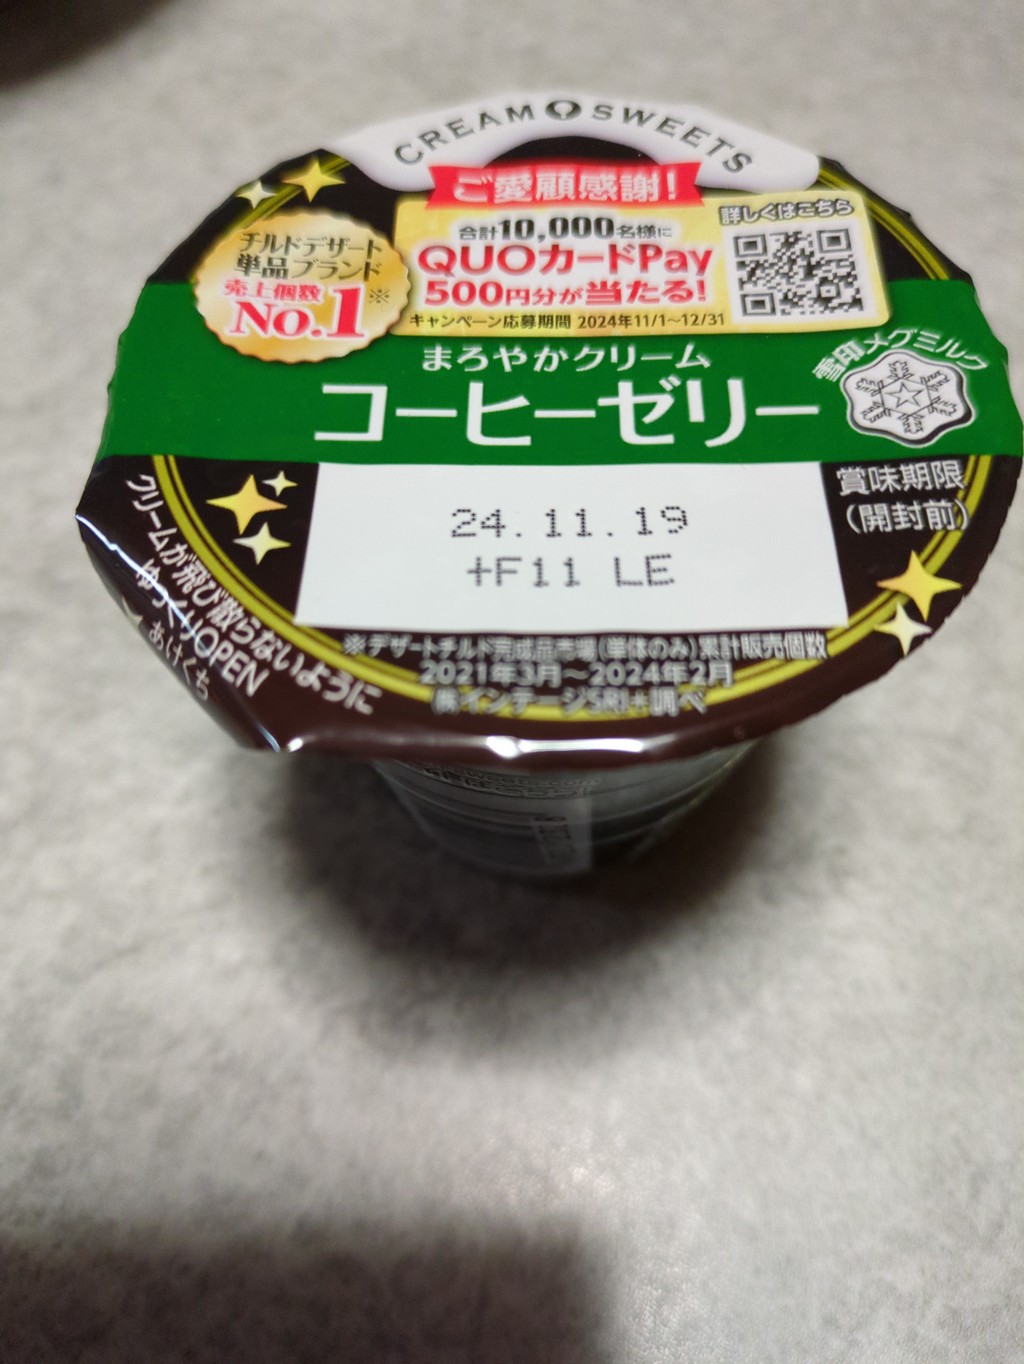 CREAM SWEETS
ご愛顧感謝!
合計10,000名様に
QUOカードPay
500円分が当たる!
キャンペーン応募期間 2024年11/1~12/31
詳しくはこちら
チルドデザート
単品ブランド
売上個数
No.1※
まろやかクリーム
コーヒーゼリー
雪印メグミルク
賞味期限
(開封前)
24.11.19
+F11 LE
クリームが飛び散らないように
ゆっくりOPEN
あけくち
※デザートチルド完成品市場(単体のみ)累計販売個数
2021年3月~2024年2月
㈱インテージSRI+調べ